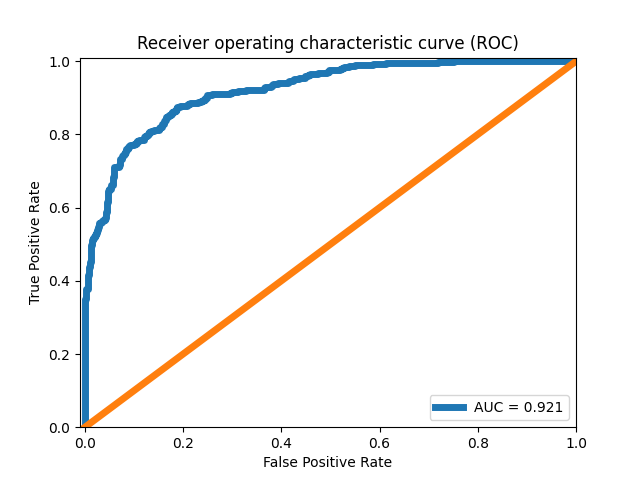 Receiver operating characteristic curve (ROC)
1.0
0.8
0.6
0.4
0.2
0.0
True Positive Rate
AUC = 0.921
0.0 0.2 0.4 0.6 0.8 1.0
False Positive Rate